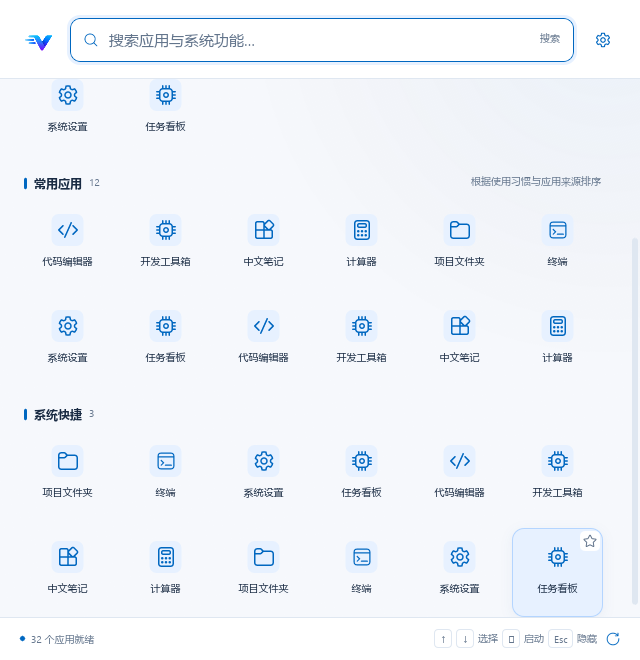 搜索应用与系统功能... 搜索
系统设置 任务看板
常用应用 12 根据使用习惯与应用来源排序
代码编辑器 开发工具箱 中文笔记 计算器 项目文件夹 终端
系统设置 任务看板 代码编辑器 开发工具箱 中文笔记 计算器
系统快捷 3
项目文件夹 终端 系统设置 任务看板 代码编辑器 开发工具箱
中文笔记 计算器 项目文件夹 终端 系统设置 任务看板
32 个应用就绪 ↑ ↓ 选择 启动 Esc 隐藏